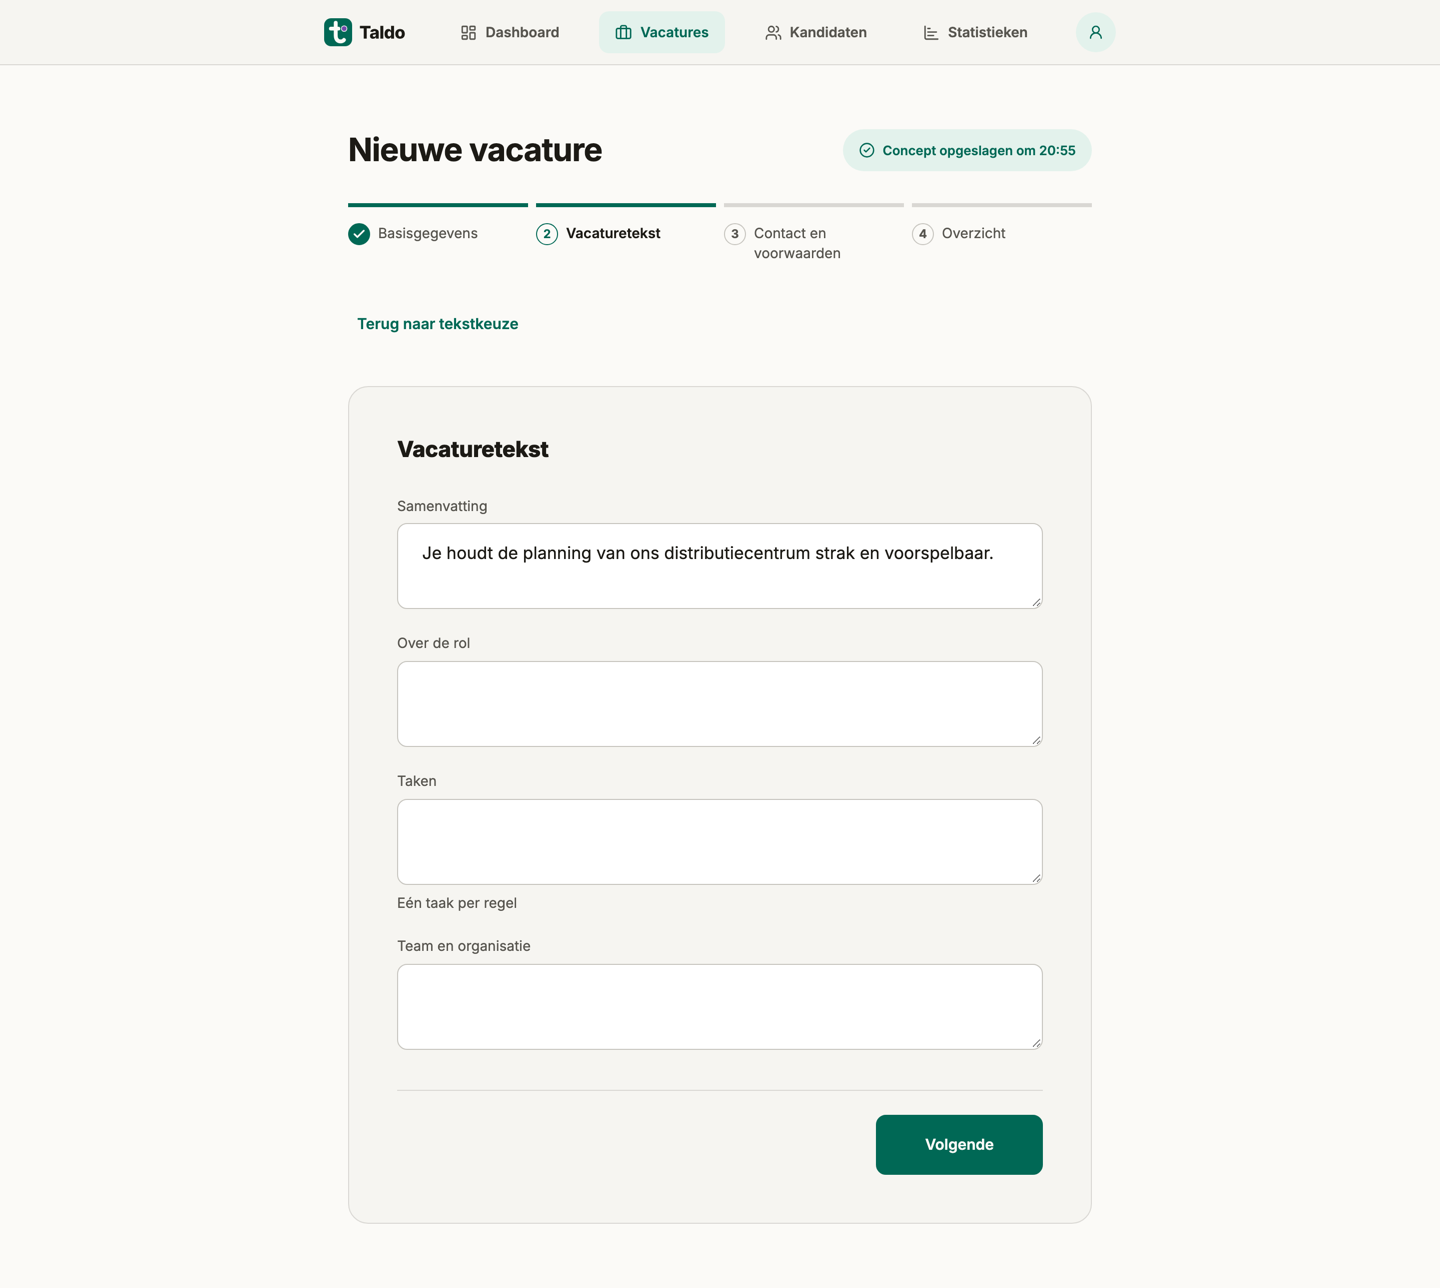 Taldo
Dashboard
Vacatures
Kandidaten
Statistieken
Nieuwe vacature
Concept opgeslagen om 20:55
Basisgegevens
2 Vacaturetekst
3 Contact en
voorwaarden
4 Overzicht
Terug naar tekstkeuze
Vacaturetekst
Samenvatting
Je houdt de planning van ons distributiecentrum strak en voorspelbaar.
Over de rol
Taken
Eén taak per regel
Team en organisatie
Volgende